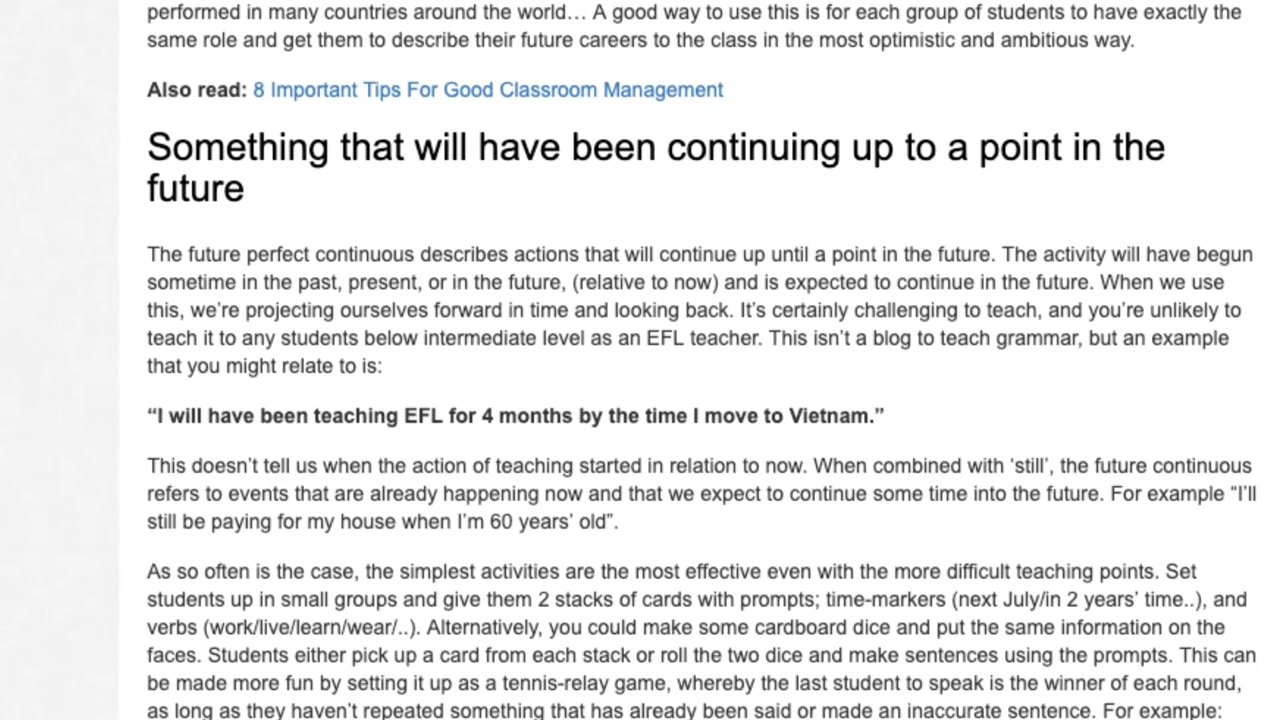 performed in many countries around the world… A good way to use this is for each group of students to have exactly the
same role and get them to describe their future careers to the class in the most optimistic and ambitious way.
Also read: 8 Important Tips For Good Classroom Management
Something that will have been continuing up to a point in the
future
The future perfect continuous describes actions that will continue up until a point in the future. The activity will have begun
sometime in the past, present, or in the future, (relative to now) and is expected to continue in the future. When we use
this, we’re projecting ourselves forward in time and looking back. It’s certainly challenging to teach, and you’re unlikely to
teach it to any students below intermediate level as an EFL teacher. This isn’t a blog to teach grammar, but an example
that you might relate to is:
“I will have been teaching EFL for 4 months by the time I move to Vietnam.”
This doesn’t tell us when the action of teaching started in relation to now. When combined with ‘still’, the future continuous
refers to events that are already happening now and that we expect to continue some time into the future. For example “I’ll
still be paying for my house when I’m 60 years’ old”.
As so often is the case, the simplest activities are the most effective even with the more difficult teaching points. Set
students up in small groups and give them 2 stacks of cards with prompts; time-markers (next July/in 2 years’ time..), and
verbs (work/live/learn/wear/..). Alternatively, you could make some cardboard dice and put the same information on the
faces. Students either pick up a card from each stack or roll the two dice and make sentences using the prompts. This can
be made more fun by setting it up as a tennis-relay game, whereby the last student to speak is the winner of each round,
as long as they haven’t repeated something that has already been said or made an inaccurate sentence. For example: